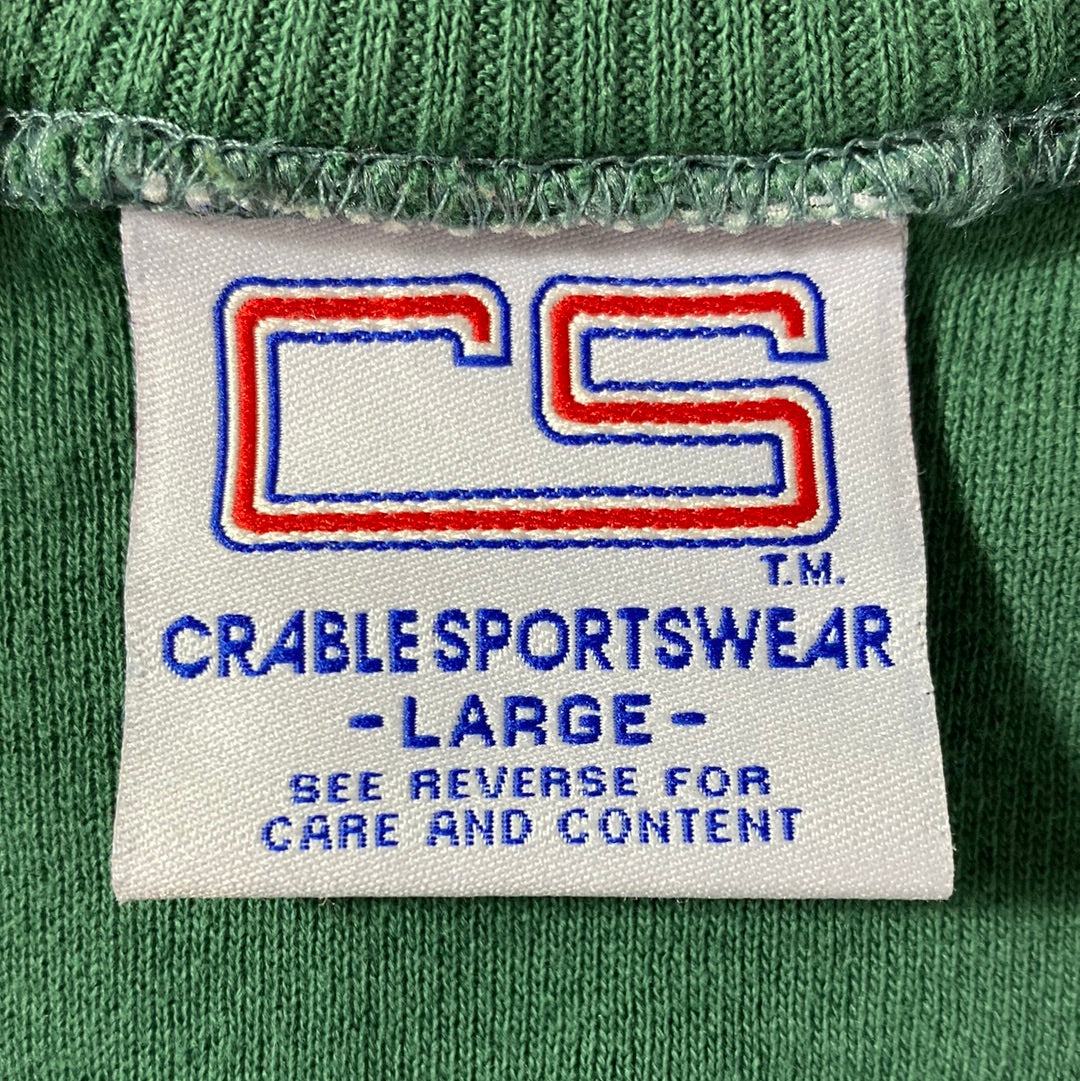 CS
T.M.
CRABLE SPORTSWEAR
- LARGE -
SEE REVERSE FOR
CARE AND CONTENT